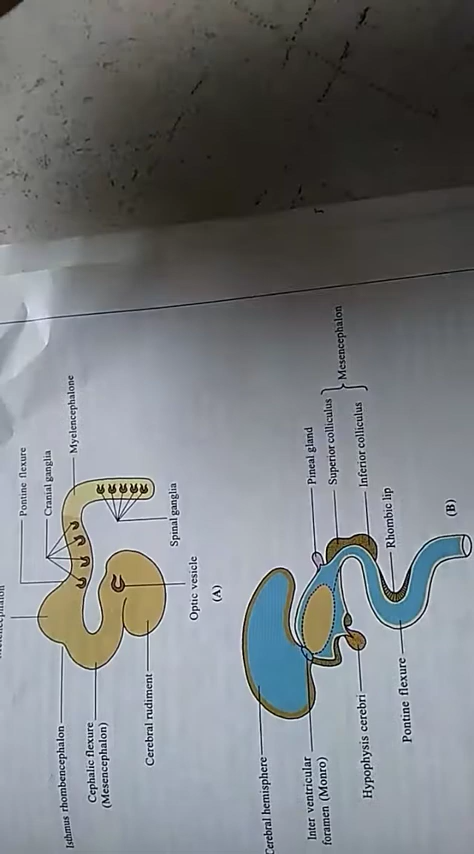 Pontine flexure
Cranial ganglia
Myelencephalone
Isthmus rhombencephalon
Cephalic flexure
(Mesencephalon)
Cerebral rudiment
Optic vesicle
Spinal ganglia
(A)
Cerebral hemisphere
Inter ventricular
foramen (Monro)
Hypophysis cerebri
Pontine flexure
Pineal gland
Superior colliculus
Inferior colliculus
Mesencephalon
Rhombic lip
(B)